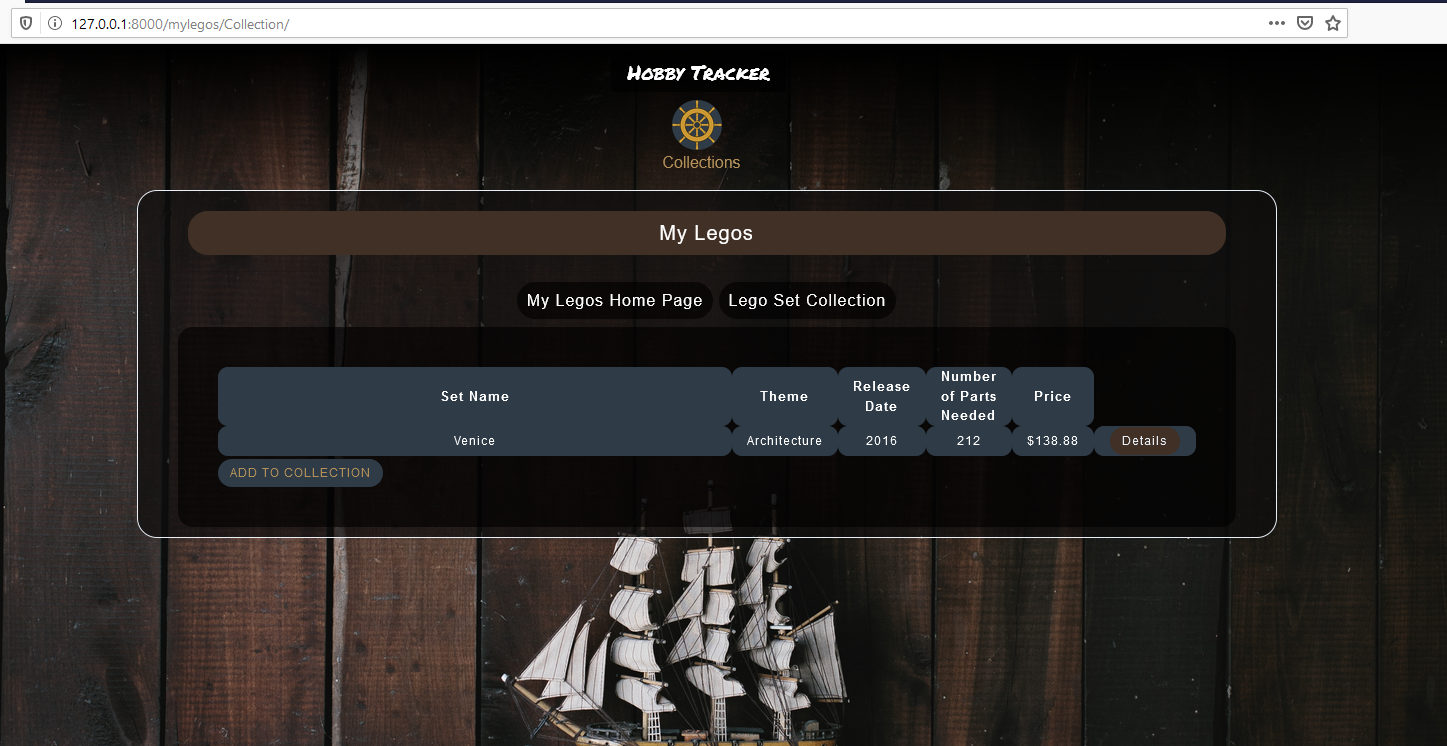 127.0.0.1:8000/mylegos/Collection/
Hobby Tracker
Collections
My Legos
My Legos Home Page Lego Set Collection
Set Name Theme Release Date Number of Parts Needed Price
Venice Architecture 2016 212 $138.88 Details
ADD TO COLLECTION